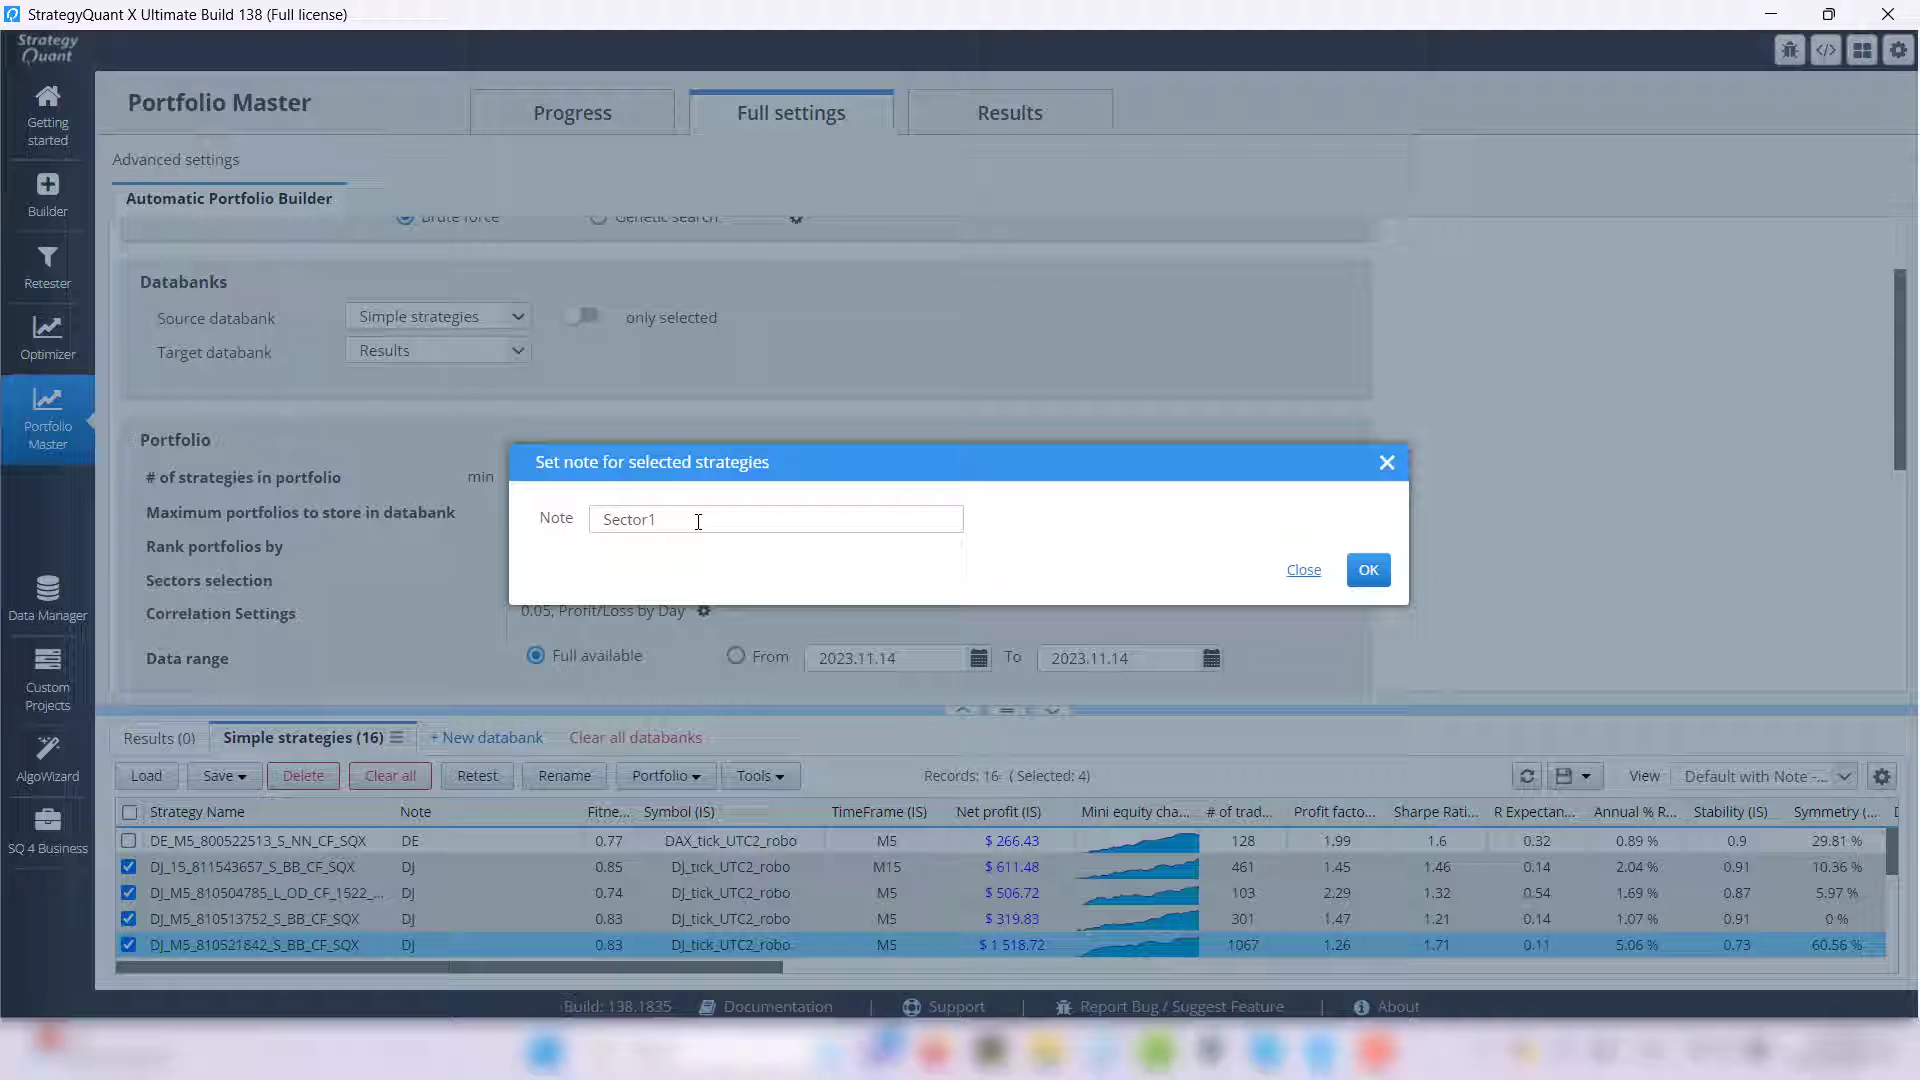 StrategyQuant X Ultimate Build 138 (Full license)
Strategy
Quant
Getting
started
Builder
Retester
Optimizer
Portfolio
Master
Data Manager
Custom
Projects
AlgoWizard
SQ 4 Business
Portfolio Master
Progress
Full settings
Results
Advanced settings
Automatic Portfolio Builder
Brute force
Genetic search
Databanks
Source databank
Simple strategies
only selected
Target databank
Results
Portfolio
# of strategies in portfolio
min
Maximum portfolios to store in databank
Rank portfolios by
Sectors selection
Correlation Settings
0.05, Profit/Loss by Day
Data range
Full available
From
2023.11.14
To
2023.11.14
Set note for selected strategies
Note
Sector1
Close
OK
Results (0)
Simple strategies (16)
+ New databank
Clear all databanks
Load
Save
Delete
Clear all
Retest
Rename
Portfolio
Tools
Records: 16 ( Selected: 4)
View
Default with Note -...
Strategy Name Note Fitne... Symbol (IS) TimeFrame (IS) Net profit (IS) Mini equity cha... # of trad... Profit facto... Sharpe Rati... R Expectan... Annual % R... Stability (IS) Symmetry (...
DE_M5_800522513_S_NN_CF_SQX DE 0.77 DAX_tick_UTC2_robo M5 $ 266.43 128 1.99 1.6 0.32 0.89 % 0.9 29.81 %
DJ_15_811543657_S_BB_CF_SQX DJ 0.85 DJ_tick_UTC2_robo M15 $ 611.48 461 1.45 1.46 0.14 2.04 % 0.91 10.36 %
DJ_M5_810504785_L_OD_CF_1522_... DJ 0.74 DJ_tick_UTC2_robo M5 $ 506.72 103 2.29 1.32 0.54 1.69 % 0.87 5.97 %
DJ_M5_810513752_S_BB_CF_SQX DJ 0.83 DJ_tick_UTC2_robo M5 $ 319.83 301 1.47 1.21 0.14 1.07 % 0.91 0 %
DJ_M5_810521842_S_BB_CF_SQX DJ 0.83 DJ_tick_UTC2_robo M5 $ 1 518.72 1067 1.26 1.71 0.11 5.06 % 0.73 60.56 %
Build: 138.1835
Documentation
Support
Report Bug / Suggest Feature
About